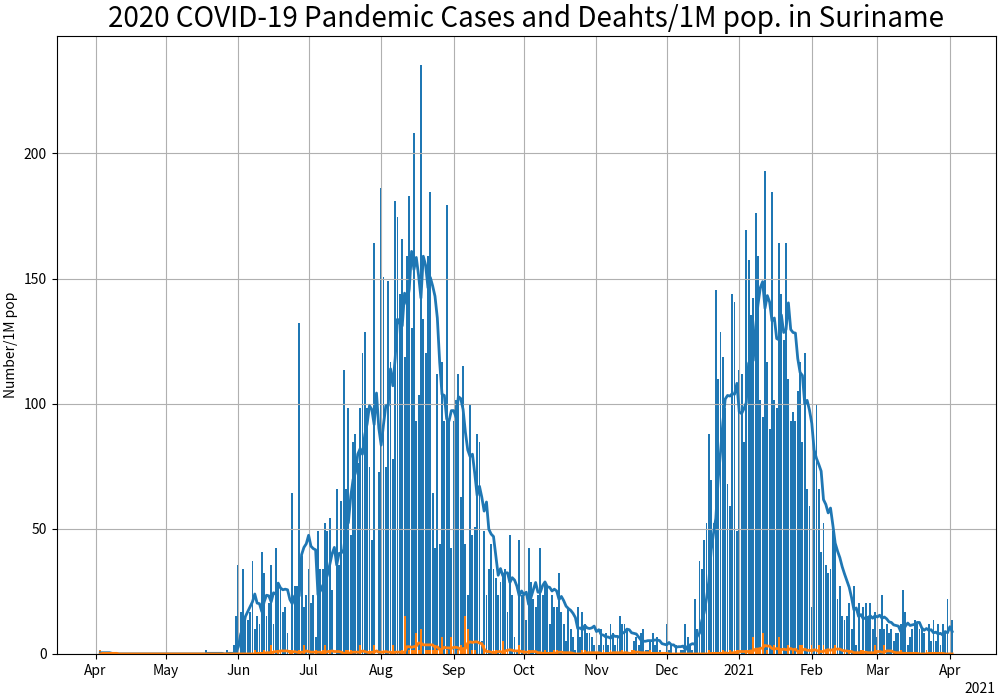 2020 COVID-19 Pandemic Cases and Deahts/1M pop. in Suriname
Number/1M pop
200
150
100
50
0
Apr May Jun Jul Aug Sep Oct Nov Dec 2021 Feb Mar Apr
2021